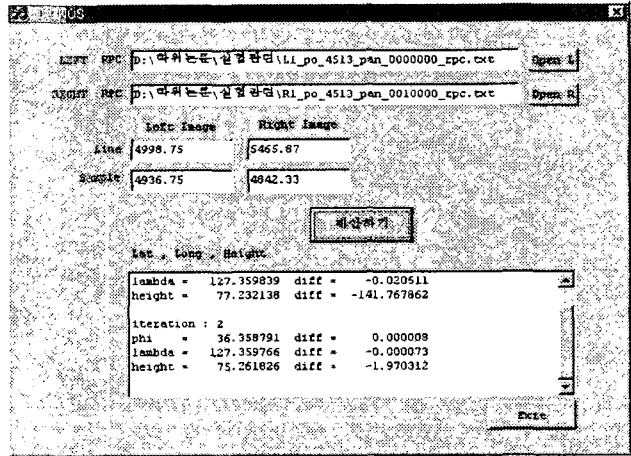 LEFT RPC D:\학위논문\실험관련\Li_po_4513_pan_0000000_rpc.txt Open L
RIGHT RPC D:\학위논문\실험관련\Ri_po_4513_pan_0010000_rpc.txt Open R
Left Image Right Image
Line 4998.75 5465.87
Sample 4936.75 4842.33
계산하기
Lat , Long , Height
lambda = 127.359839 diff = -0.020511
height = 77.232138 diff = -141.767862
iteration : 2
phi = 36.358791 diff = 0.000008
lambda = 127.359766 diff = -0.000073
height = 75.261826 diff = -1.970312
Exit